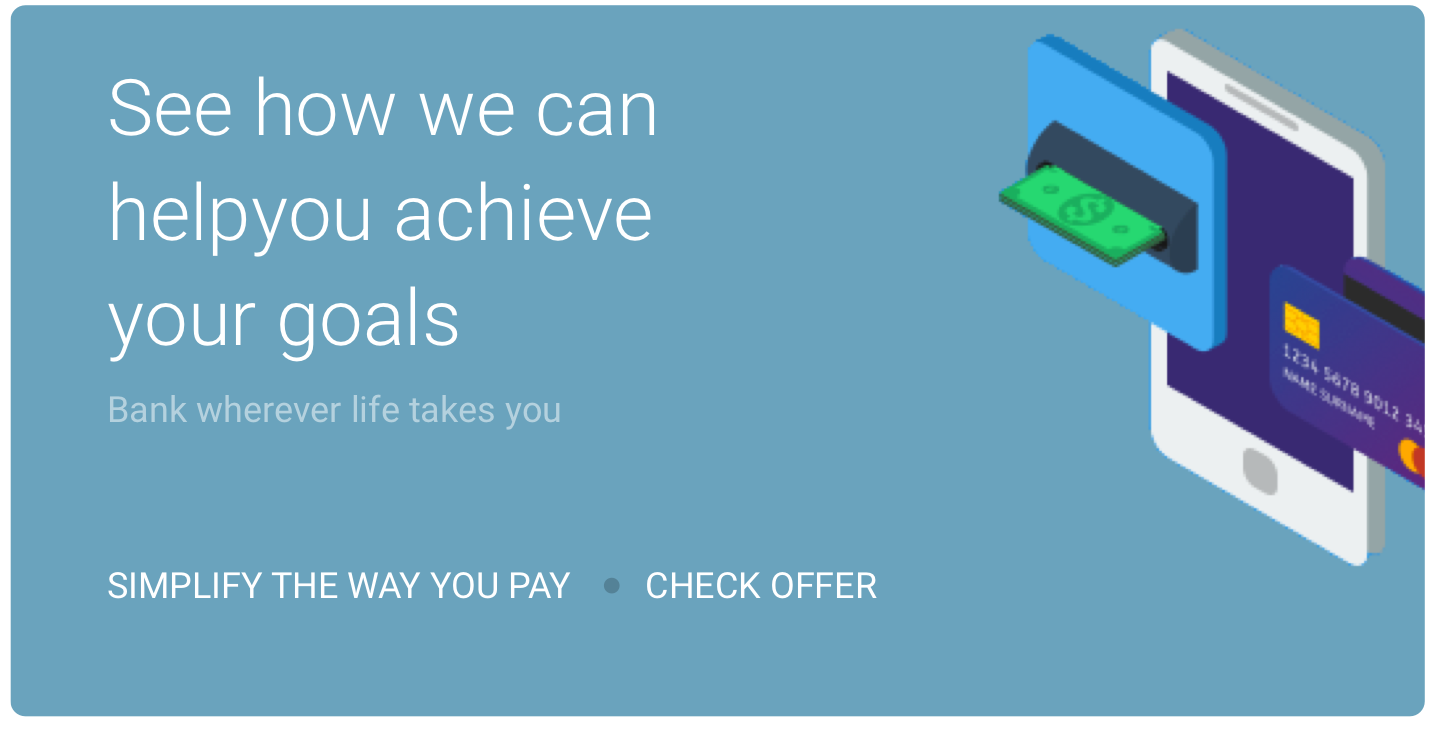 See how we can
helpyou achieve
your goals
Bank wherever life takes you
SIMPLIFY THE WAY YOU PAY • CHECK OFFER
1234 5678 9012 34
NAME SURNAME